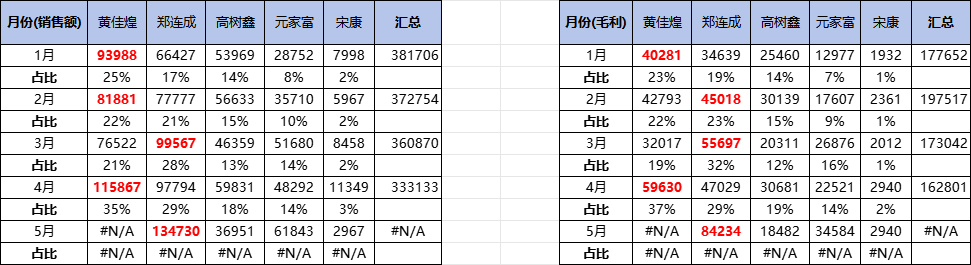 月份(销售额) 黄佳煌 郑连成 高树鑫 元家富 宋康 汇总 月份(毛利) 黄佳煌 郑连成 高树鑫 元家富 宋康 汇总
1月 93988 66427 53969 28752 7998 381706 1月 40281 34639 25460 12977 1932 177652
占比 25% 17% 14% 8% 2% 占比 23% 19% 14% 7% 1%
2月 81881 77777 56633 35710 5967 372754 2月 42793 45018 30139 17607 2361 197517
占比 22% 21% 15% 10% 2% 占比 22% 23% 15% 9% 1%
3月 76522 99567 46359 51680 8458 360870 3月 32017 55697 20311 26876 2012 173042
占比 21% 28% 13% 14% 2% 占比 19% 32% 12% 16% 1%
4月 115867 97794 59831 48292 11349 333133 4月 59630 47029 30681 22521 2940 162801
占比 35% 29% 18% 14% 3% 占比 37% 29% 19% 14% 2%
5月 #N/A 134730 36951 61843 2967 #N/A 5月 #N/A 84234 18482 34584 2940 #N/A
占比 #N/A #N/A #N/A #N/A #N/A 占比 #N/A #N/A #N/A #N/A #N/A